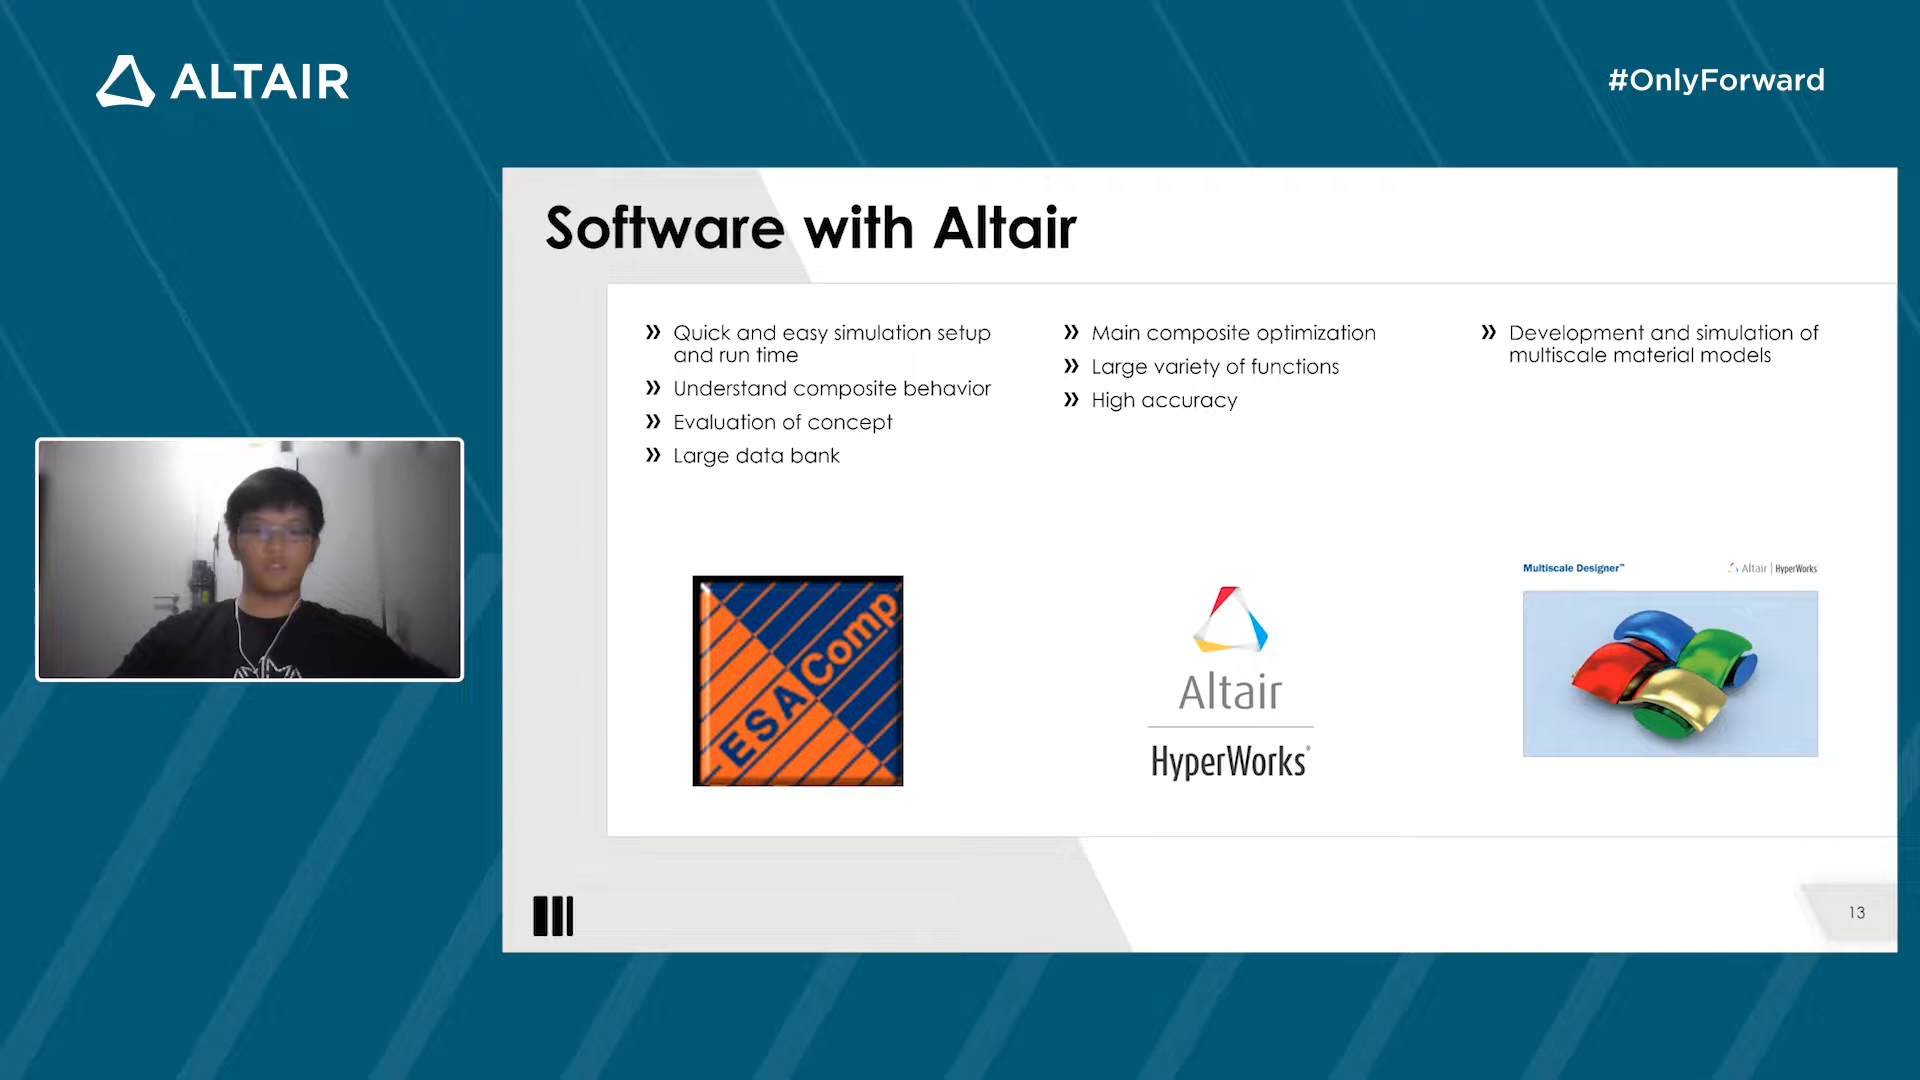 ALTAIR
#OnlyForward
Software with Altair
» Quick and easy simulation setup
and run time
» Understand composite behavior
» Evaluation of concept
» Large data bank
» Main composite optimization
» Large variety of functions
» High accuracy
» Development and simulation of
multiscale material models
ESAComp
Altair
HyperWorks®
Multiscale Designer™
Altair | HyperWorks
13